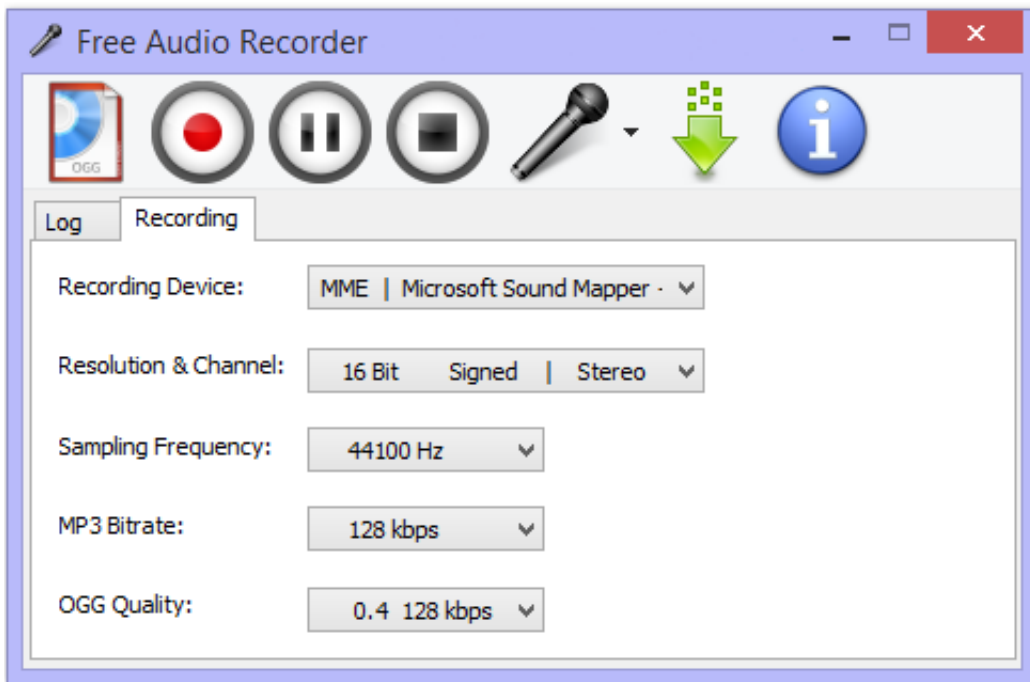 Free Audio Recorder
OGG
Log Recording
Recording Device: MME | Microsoft Sound Mapper -
Resolution & Channel: 16 Bit Signed | Stereo
Sampling Frequency: 44100 Hz
MP3 Bitrate: 128 kbps
OGG Quality: 0.4 128 kbps